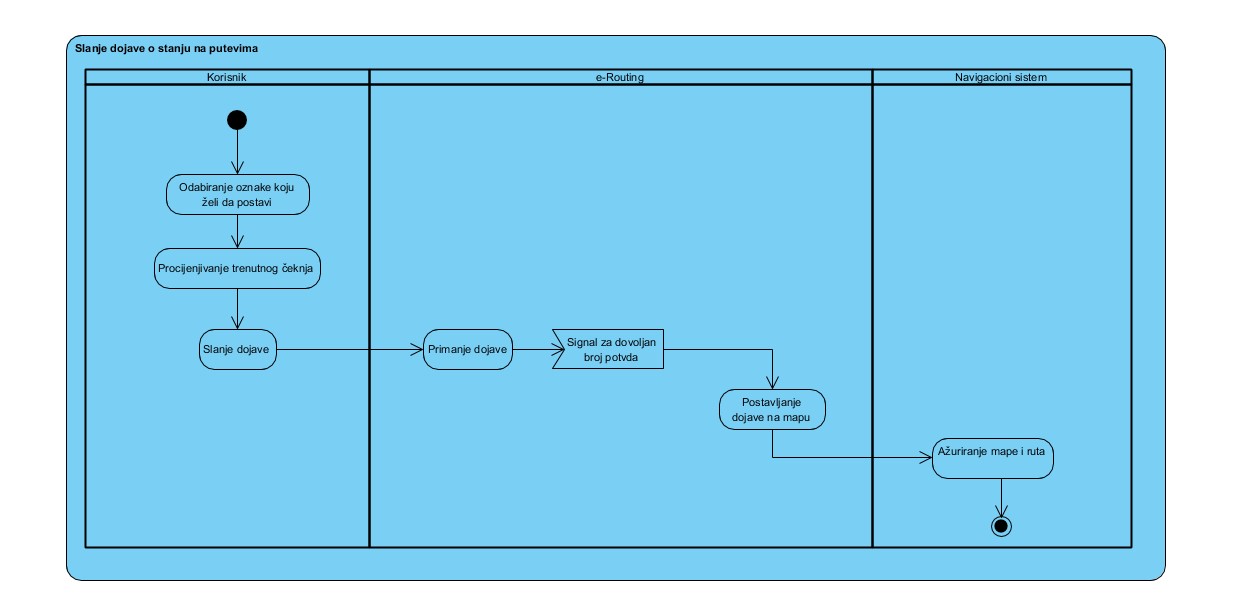 Slanje dojave o stanju na putevima
Korisnik
e-Routing
Navigacioni sistem
Odabiranje oznake koju
želi da postavi
Procijenjivanje trenutnog čeknja
Slanje dojave
Primanje dojave
Signal za dovoljan
broj potvda
Postavljanje
dojave na mapu
Ažuriranje mape i ruta